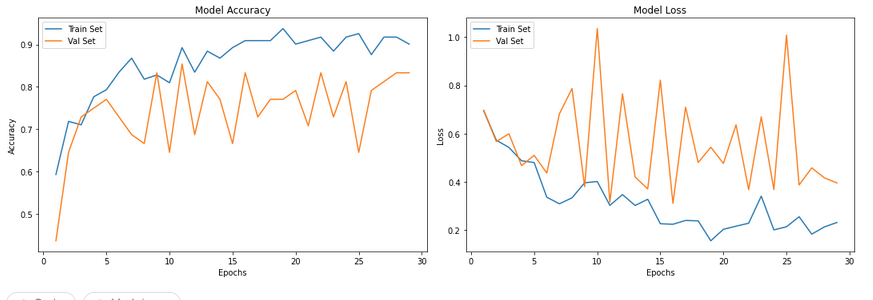 Model Accuracy
Train Set
Val Set
0.9
0.8
0.7
0.6
0.5
Accuracy
0 5 10 15 20 25 30
Epochs
Model Loss
Train Set
Val Set
1.0
0.8
0.6
0.4
0.2
Loss
0 5 10 15 20 25 30
Epochs